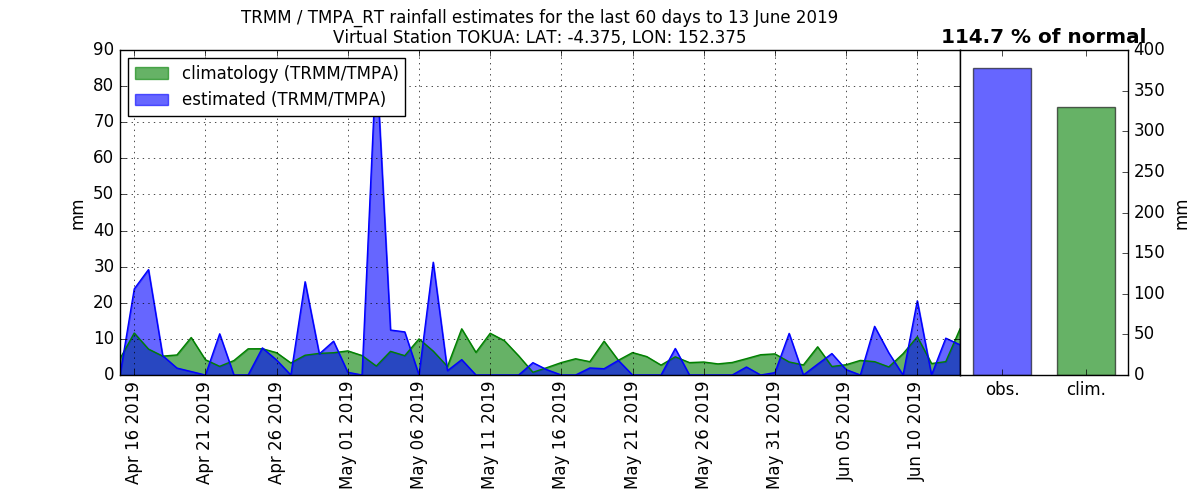 TRMM / TMPA_RT rainfall estimates for the last 60 days to 13 June 2019
Virtual Station TOKUA: LAT: -4.375, LON: 152.375
114.7 % of normal
climatology (TRMM/TMPA)
estimated (TRMM/TMPA)
90
80
70
60
50
40
30
20
10
0
mm
Apr 16 2019
Apr 21 2019
Apr 26 2019
May 01 2019
May 06 2019
May 11 2019
May 16 2019
May 21 2019
May 26 2019
May 31 2019
Jun 05 2019
Jun 10 2019
obs.
clim.
400
350
300
250
200
150
100
50
0
mm